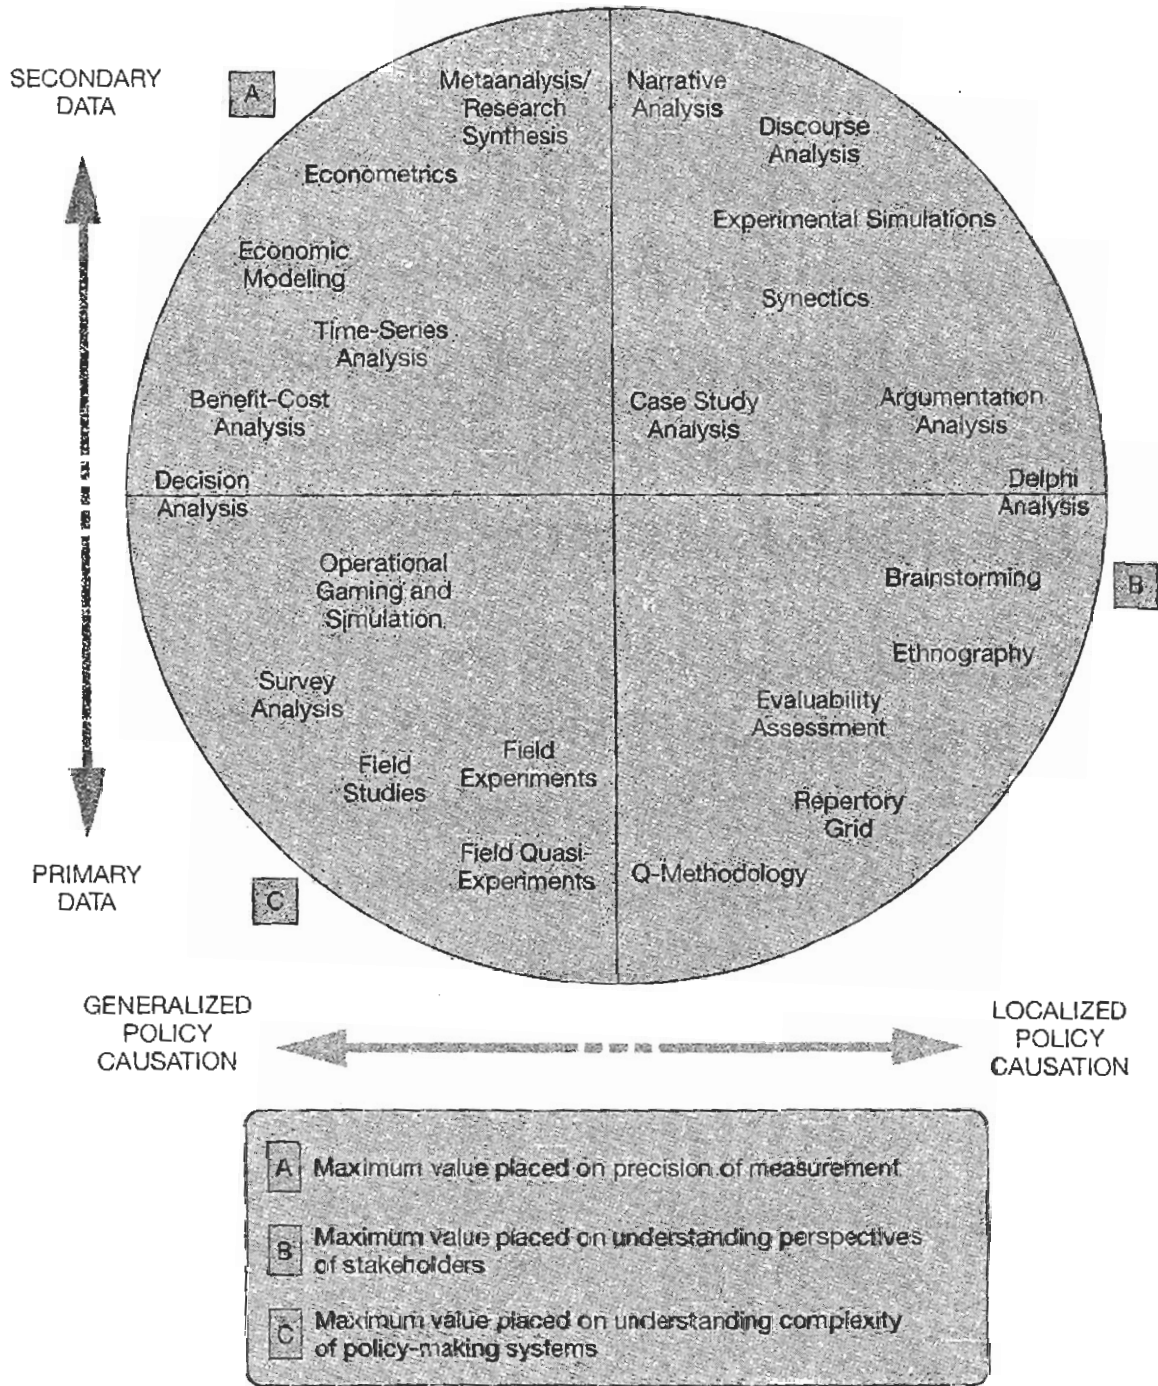 SECONDARY
DATA
A
Metaanalysis/
Research
Synthesis
Narrative
Analysis
Discourse
Analysis
Econometrics
Experimental Simulations
Economic
Modeling
Synectics
Time-Series
Analysis
Benefit-Cost
Analysis
Case Study
Analysis
Argumentation
Analysis
Decision
Analysis
Delphi
Analysis
Operational
Gaming and
Simulation
Brainstorming
B
Ethnography
Survey
Analysis
Evaluability
Assessment
Field
Studies
Field
Experiments
Repertory
Grid
Field Quasi-
Experiments
Q-Methodology
PRIMARY
DATA
C
GENERALIZED
POLICY
CAUSATION
LOCALIZED
POLICY
CAUSATION
A Maximum value placed on precision of measurement
B Maximum value placed on understanding perspectives
of stakeholders
C Maximum value placed on understanding complexity
of policy-making systems